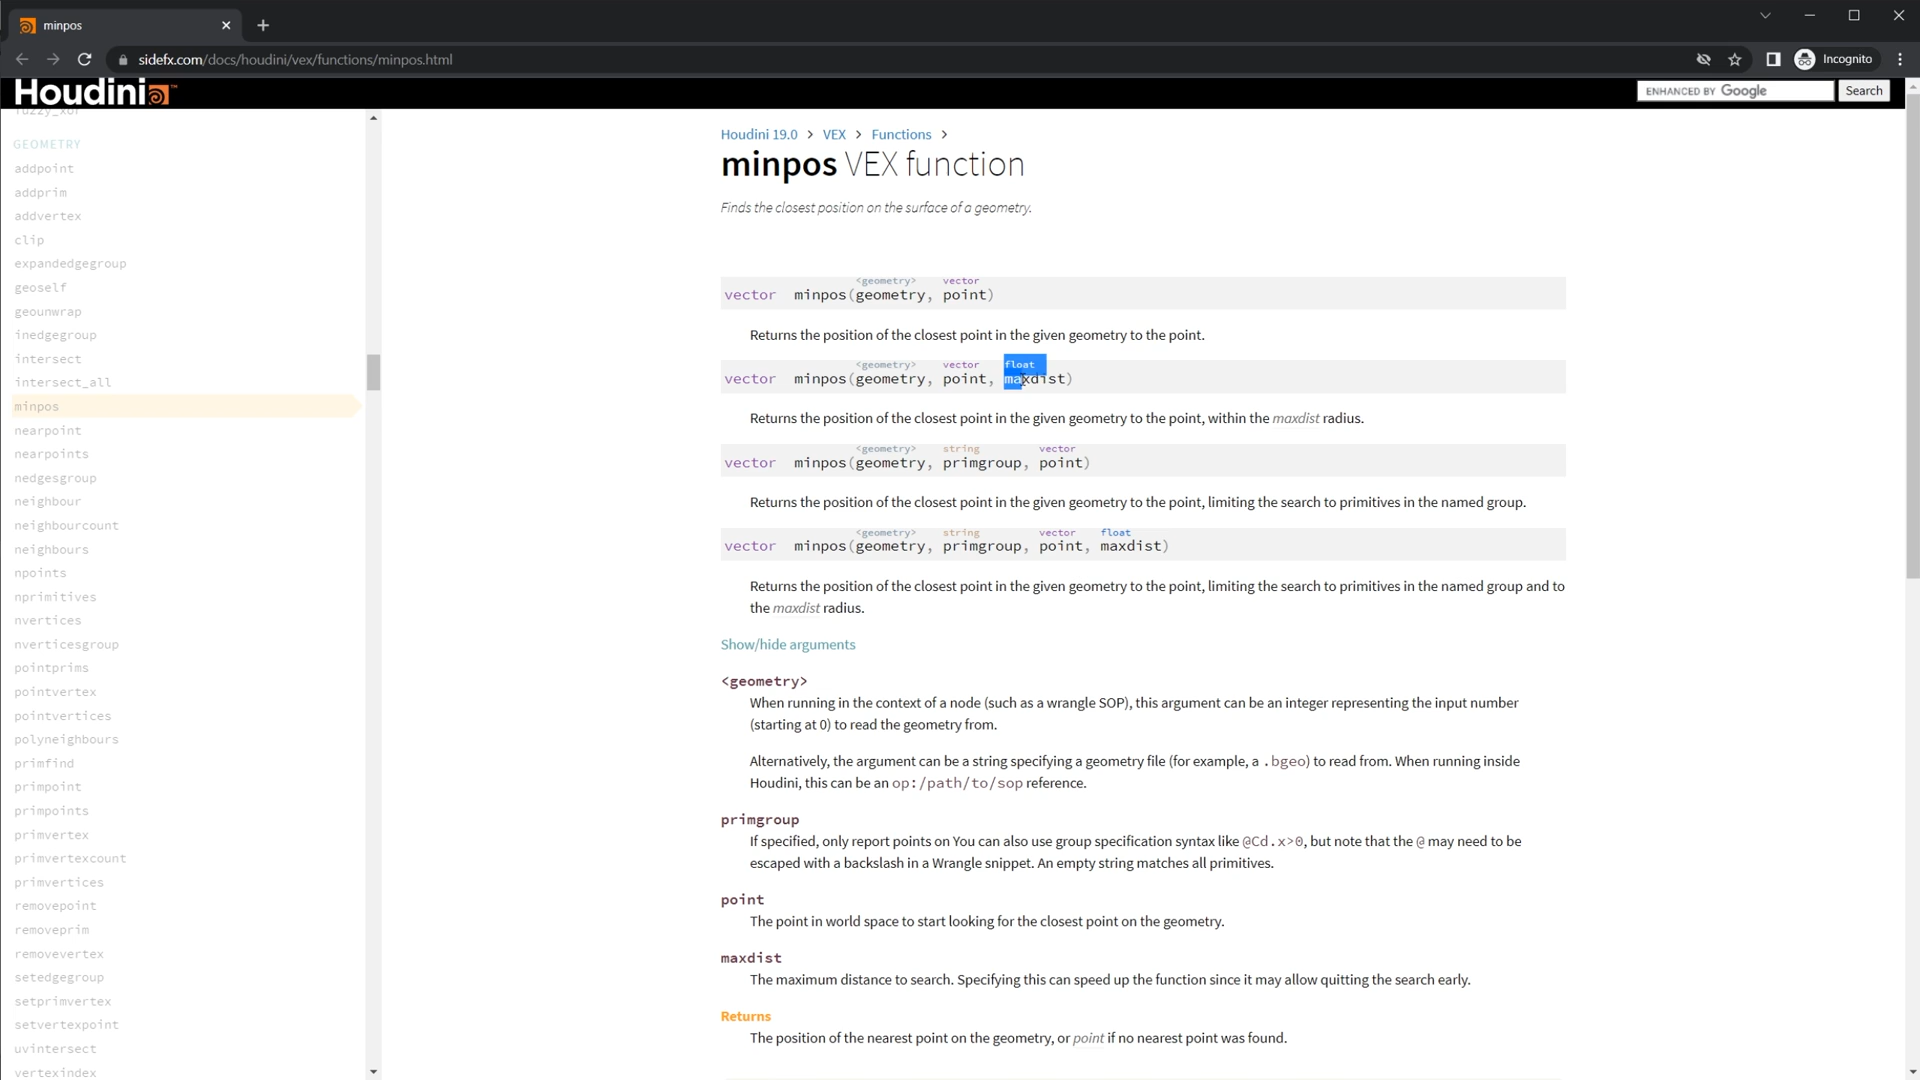 minpos
sidefx.com/docs/houdini/vex/functions/minpos.html
Incognito
Houdini™
ENHANCED BY Google
Search
fuzzy_xor
GEOMETRY
addpoint
addprim
addvertex
clip
expandedgegroup
geoself
geounwrap
inedgegroup
intersect
intersect_all
minpos
nearpoint
nearpoints
nedgesgroup
neighbour
neighbourcount
neighbours
npoints
nprimitives
nvertices
nverticesgroup
pointprims
pointvertex
pointvertices
polyneighbours
primfind
primpoint
primpoints
primvertex
primvertexcount
primvertices
removepoint
removeprim
removevertex
setedgegroup
setprimvertex
setvertexpoint
uvintersect
vertexindex
Houdini 19.0 > VEX > Functions >
minpos VEX function
Finds the closest position on the surface of a geometry.
<geometry> vector
vector minpos(geometry, point)
Returns the position of the closest point in the given geometry to the point.
<geometry> vector float
vector minpos(geometry, point, maxdist)
Returns the position of the closest point in the given geometry to the point, within the maxdist radius.
<geometry> string vector
vector minpos(geometry, primgroup, point)
Returns the position of the closest point in the given geometry to the point, limiting the search to primitives in the named group.
<geometry> string vector float
vector minpos(geometry, primgroup, point, maxdist)
Returns the position of the closest point in the given geometry to the point, limiting the search to primitives in the named group and to
the maxdist radius.
Show/hide arguments
<geometry>
When running in the context of a node (such as a wrangle SOP), this argument can be an integer representing the input number
(starting at 0) to read the geometry from.
Alternatively, the argument can be a string specifying a geometry file (for example, a .bgeo) to read from. When running inside
Houdini, this can be an op:/path/to/sop reference.
primgroup
If specified, only report points on You can also use group specification syntax like @Cd.x>0, but note that the @ may need to be
escaped with a backslash in a Wrangle snippet. An empty string matches all primitives.
point
The point in world space to start looking for the closest point on the geometry.
maxdist
The maximum distance to search. Specifying this can speed up the function since it may allow quitting the search early.
Returns
The position of the nearest point on the geometry, or point if no nearest point was found.